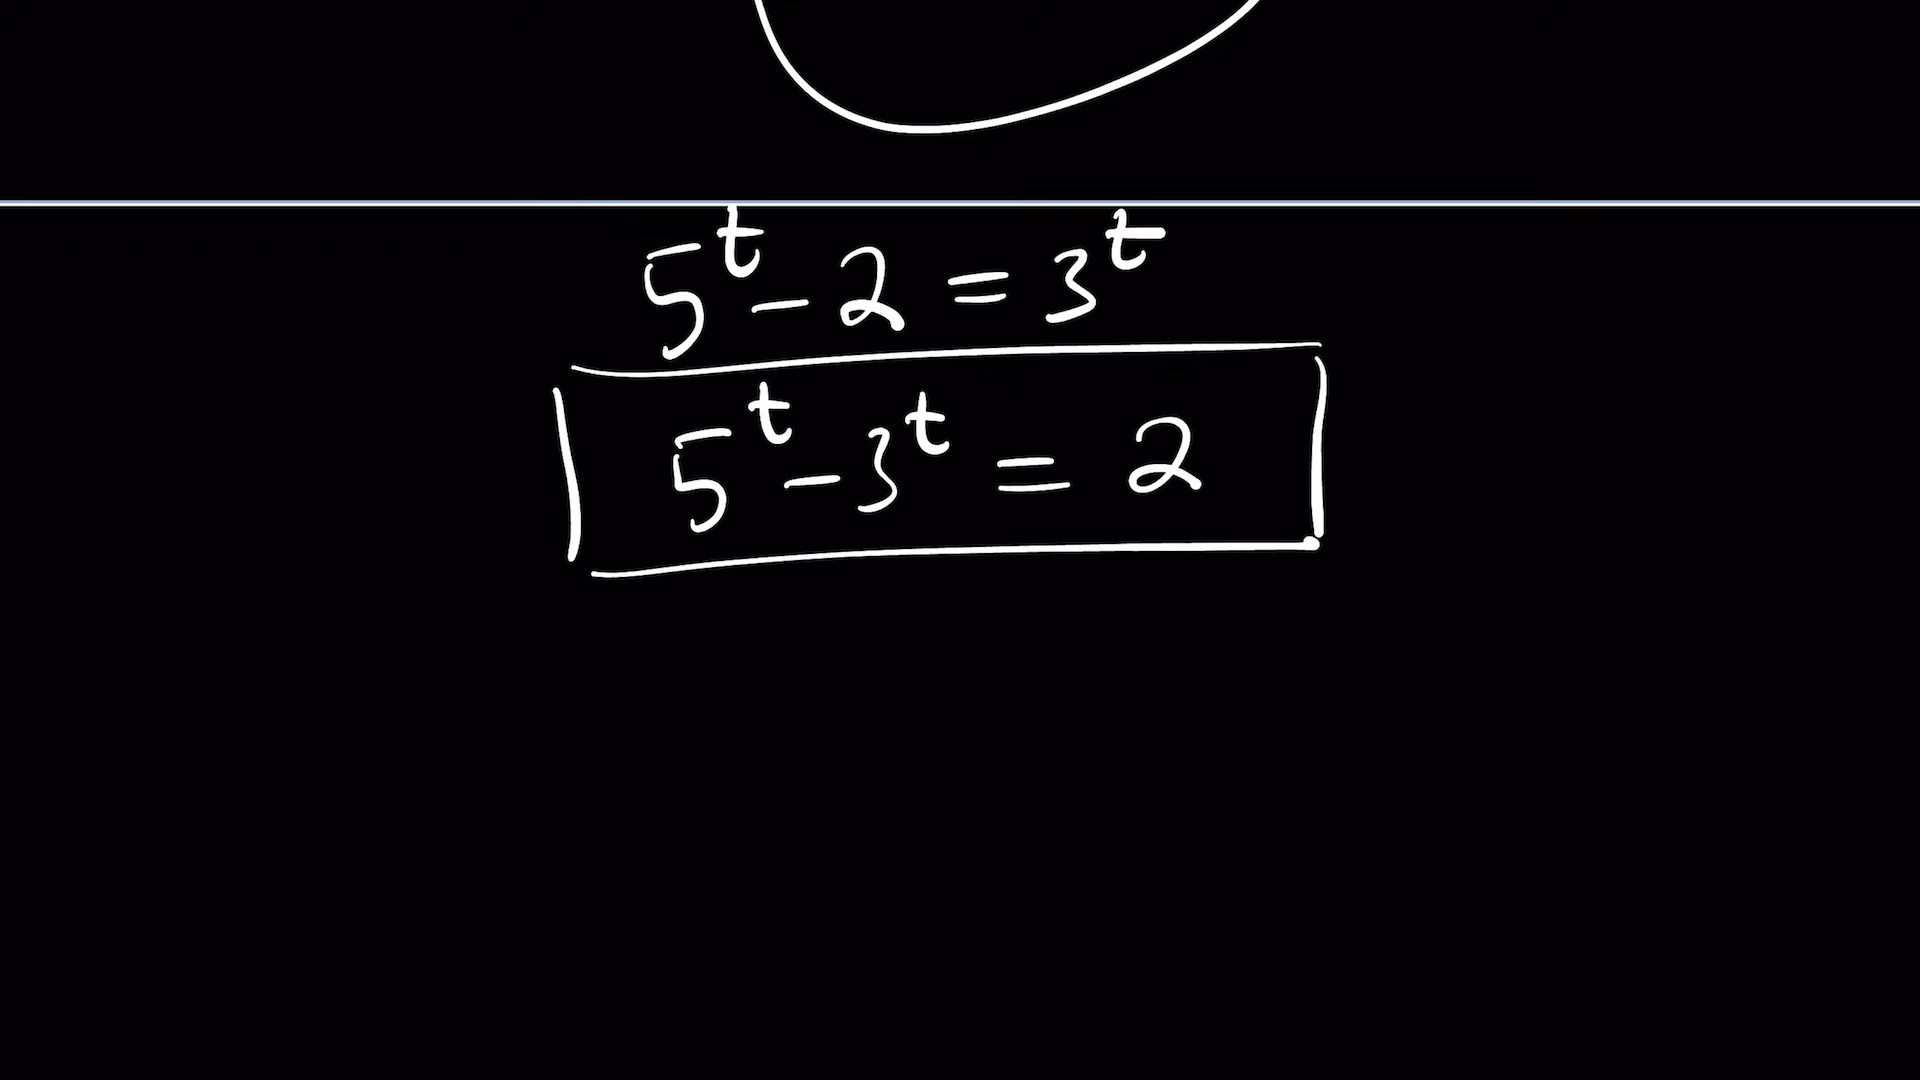 5^t - 2 = 3^t
5^t - 3^t = 2